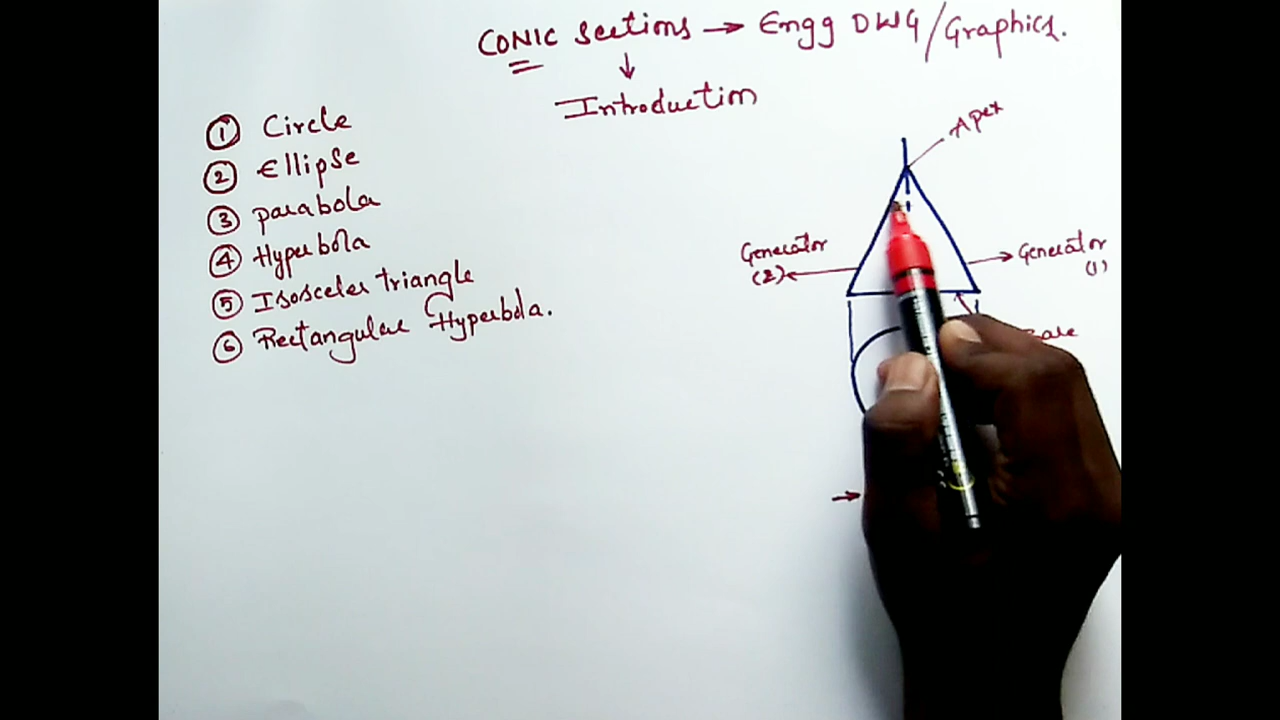 CONIC Sections → Engg DWG/Graphics.
↓
Introduction
① Circle
② Ellipse
③ parabola
④ Hyperbola
⑤ Isosceles triangle
⑥ Rectangular Hyperbola.
Apex
Generator
(2)
Generator
(1)